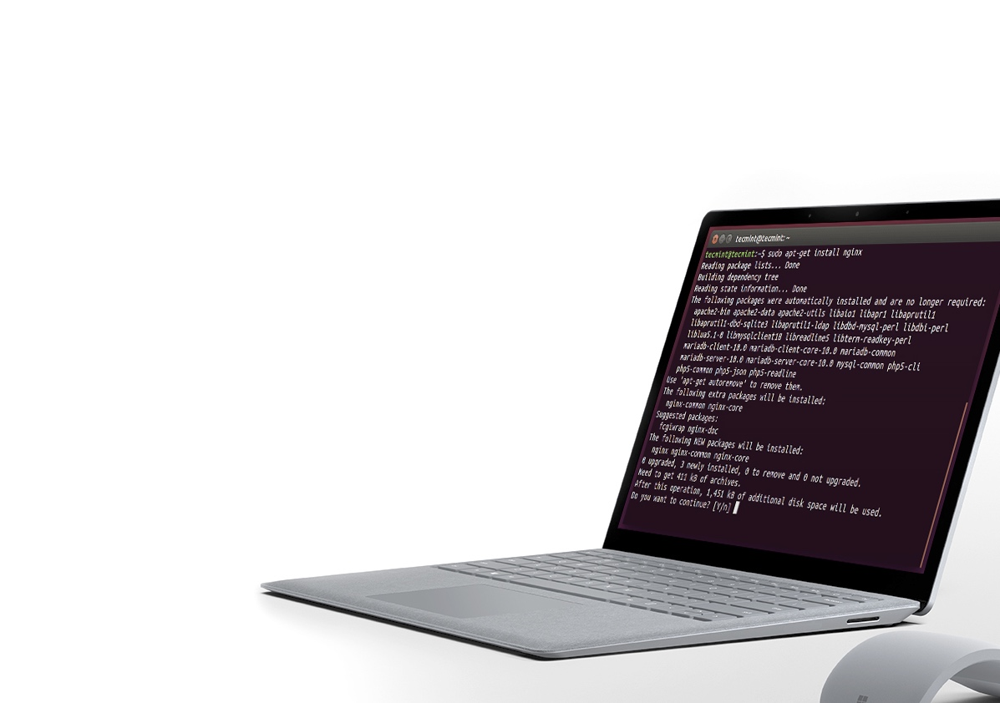 tecmint@tecmint: ~
tecmint@tecmint:~$ sudo apt-get install nginx
Reading package lists... Done
Building dependency tree
Reading state information... Done
The following packages were automatically installed and are no longer required:
apache2-bin apache2-data apache2-utils libaio1 libapr1 libaprutil1
libaprutil1-dbd-sqlite3 libaprutil1-ldap libdbd-mysql-perl libdbi-perl
liblua5.1-0 libmysqlclient18 libreadline5 libterm-readkey-perl
mariadb-client-10.0 mariadb-client-core-10.0 mariadb-common
mariadb-server-10.0 mariadb-server-core-10.0 mysql-common php5-cli
php5-common php5-json php5-readline
Use 'apt-get autoremove' to remove them.
The following extra packages will be installed:
nginx-common nginx-core
Suggested packages:
fcgiwrap nginx-doc
The following NEW packages will be installed:
nginx nginx-common nginx-core
0 upgraded, 3 newly installed, 0 to remove and 0 not upgraded.
Need to get 411 kB of archives.
After this operation, 1,451 kB of additional disk space will be used.
Do you want to continue? [Y/n]